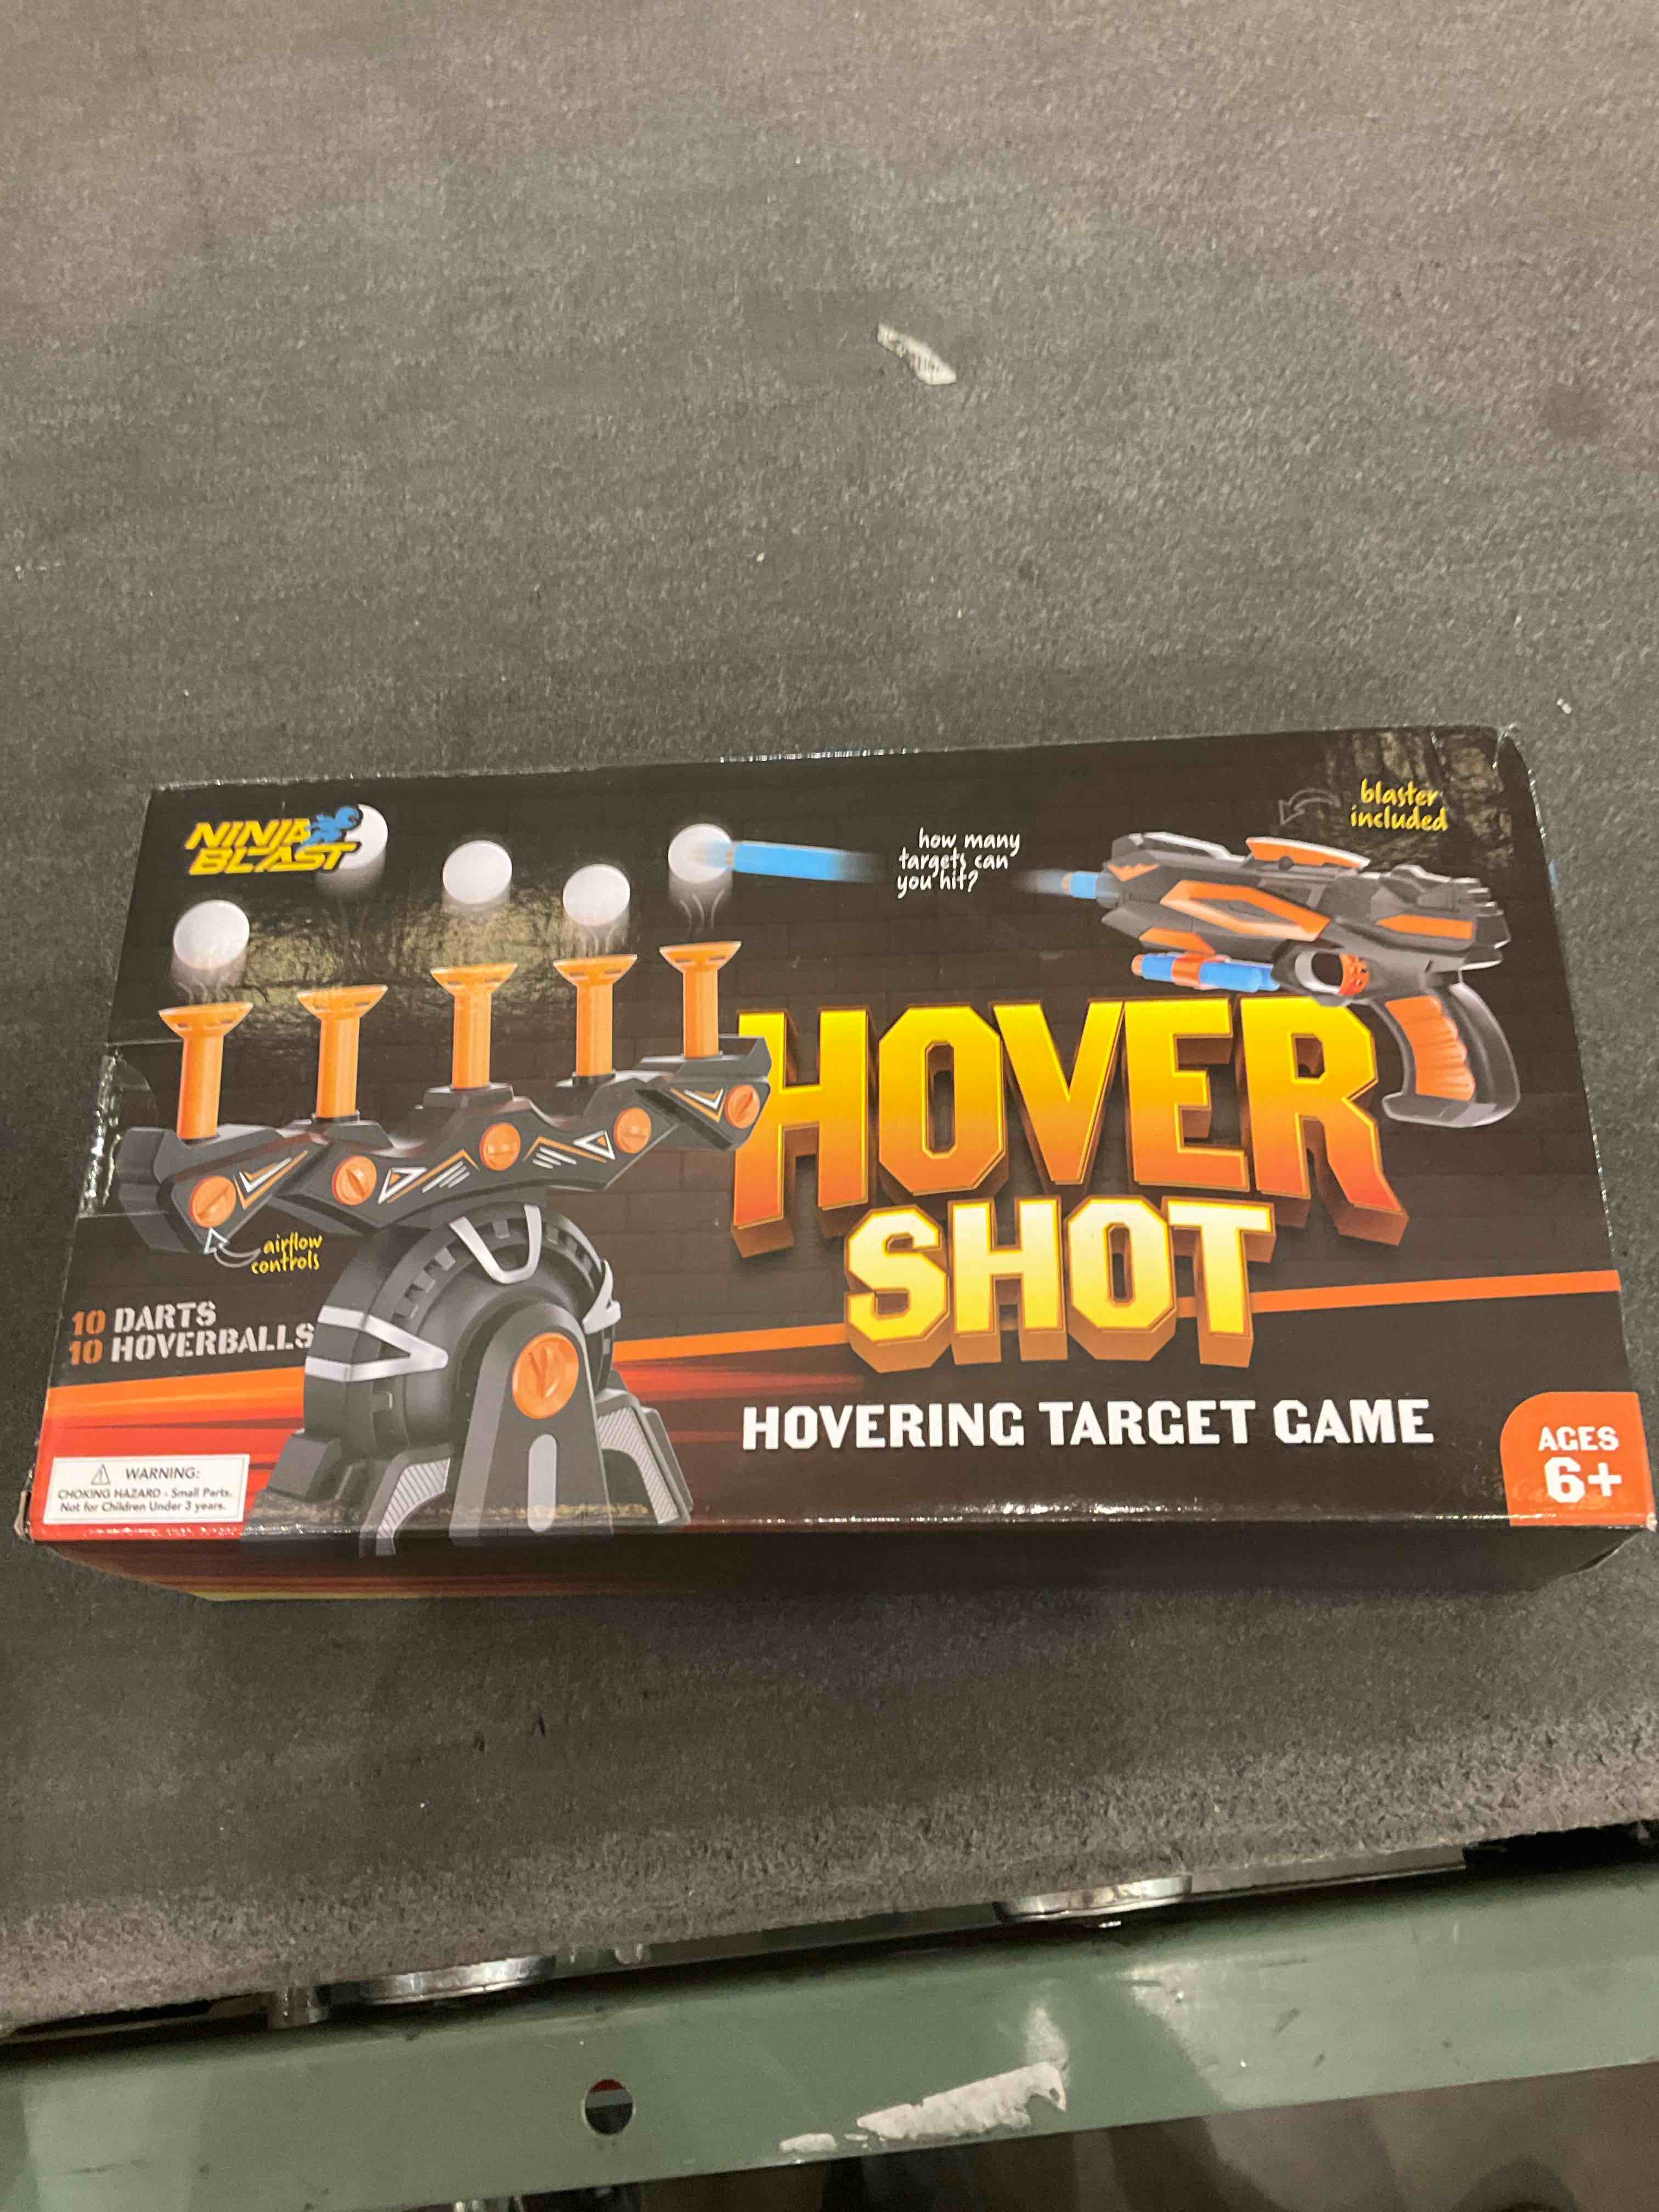 NINJA
BLAST
how many
targets can
you hit?
blaster
included
HOVER
SHOT
airflow
controls
10 DARTS
10 HOVERBALLS
HOVERING TARGET GAME
WARNING:
CHOKING HAZARD - Small Parts.
Not for Children Under 3 years.
AGES
6+